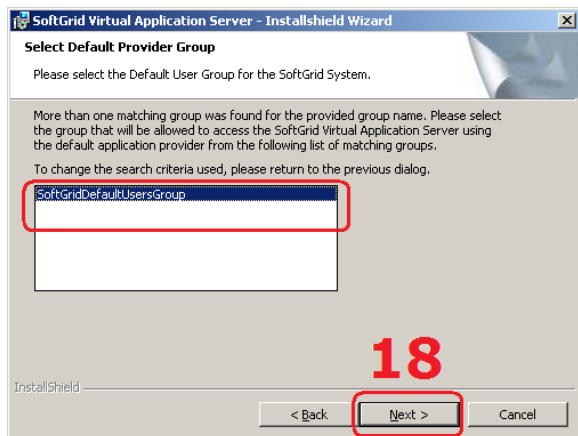 SoftGrid Virtual Application Server - Installshield Wizard
Select Default Provider Group
Please select the Default User Group for the SoftGrid System.
More than one matching group was found for the provided group name. Please select
the group that will be allowed to access the SoftGrid Virtual Application Server using
the default application provider from the following list of matching groups.
To change the search criteria used, please return to the previous dialog.
SoftGridDefaultUsersGroup
18
InstallShield
< Back
Next >
Cancel